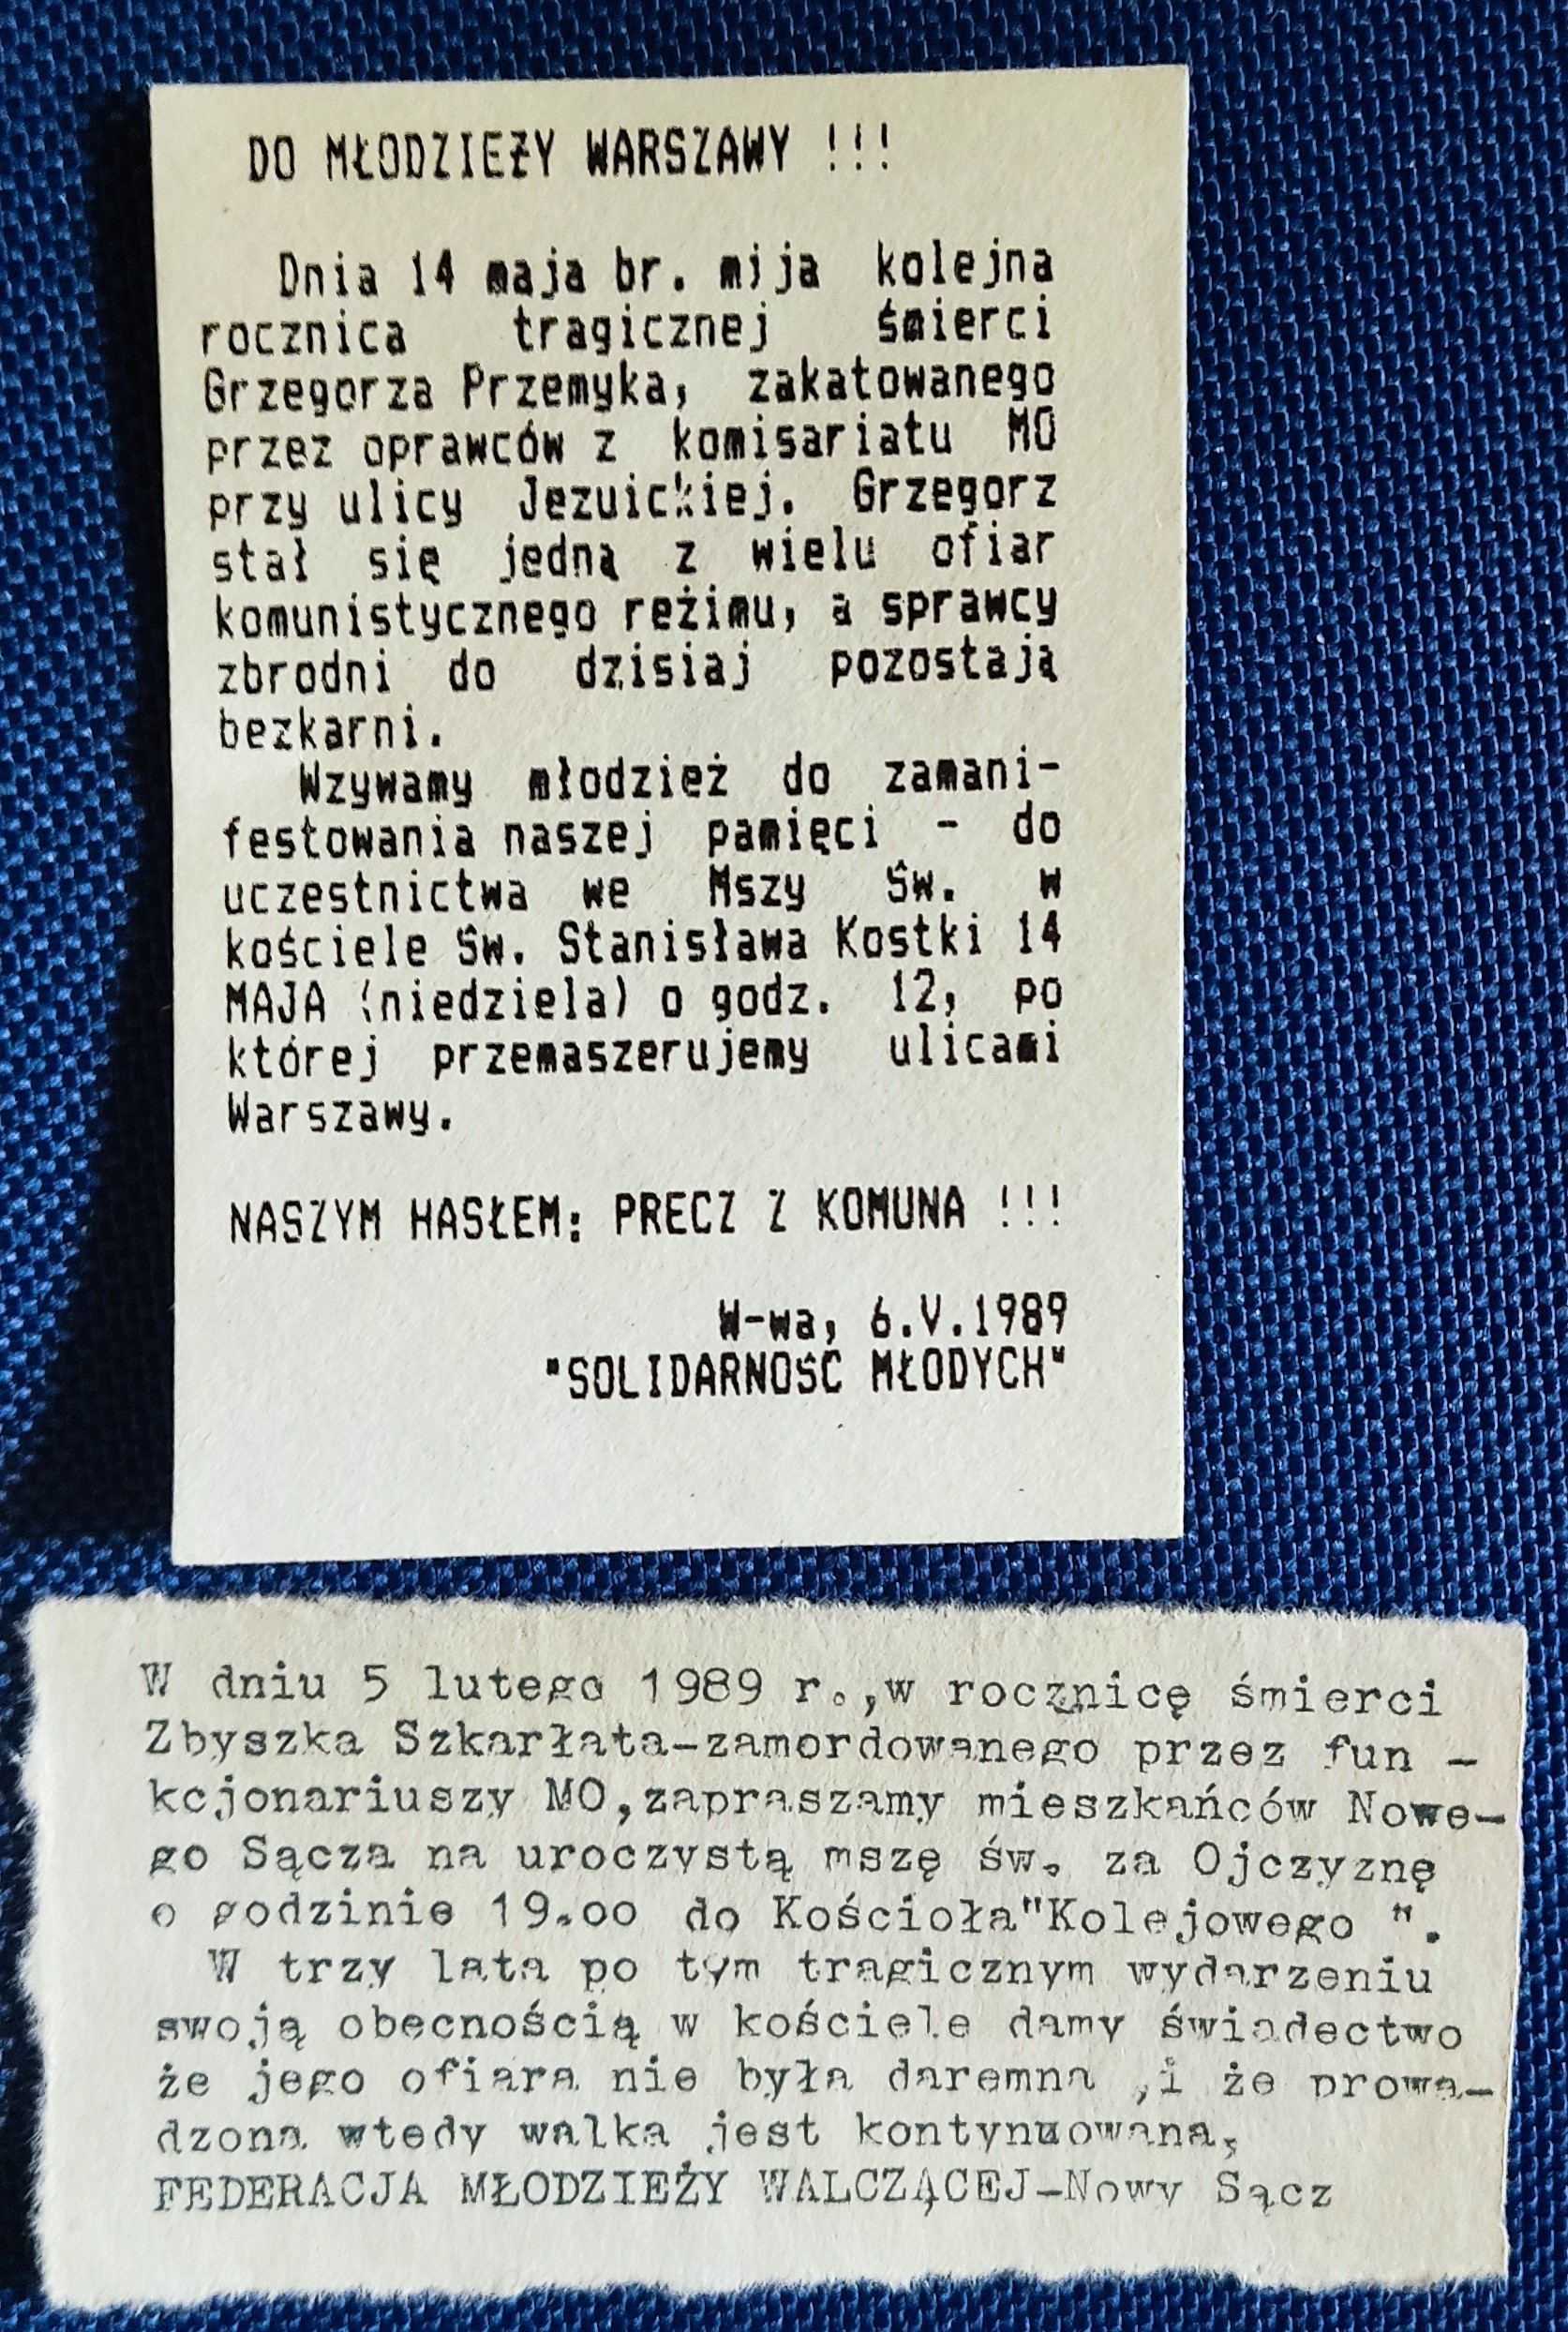 DO MŁODZIEŻY WARSZAWY !!!
Dnia 14 maja br. mija kolejna
rocznica tragicznej śmierci
Grzegorza Przemyka, zakatowanego
przez oprawców z komisariatu MO
przy ulicy Jezuickiej. Grzegorz
stał się jedną z wielu ofiar
komunistycznego reżimu, a sprawcy
zbrodni do dzisiaj pozostają
bezkarni.
Wzywamy młodzież do zamani-
festowania naszej pamięci - do
uczestnictwa we Mszy Św. w
kościele Św. Stanisława Kostki 14
MAJA (niedziela) o godz. 12, po
której przemaszerujemy ulicami
Warszawy.
NASZYM HASŁEM: PRECZ Z KOMUNA !!!
W-wa, 6.V.1989
"SOLIDARNOŚĆ MŁODYCH"
W dniu 5 lutego 1989 r.,w rocznicę śmierci
Zbyszka Szkarłata-zamordowanego przez fun -
kcjonariuszy MO,zapraszamy mieszkańców Nowe-
go Sącza na uroczystą mszę św. za Ojczyznę
o godzinie 19.oo do Kościoła"Kolejowego ".
W trzy lata po tym tragicznym wydarzeniu
swoją obecnością w kościele damy świadectwo
że jego ofiara nie była daremna ,i że prowa-
dzona wtedy walka jest kontynuowana,
FEDERACJA MŁODZIEŻY WALCZĄCEJ-Nowy Sącz